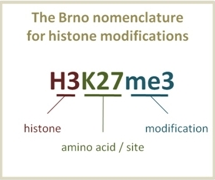 The Brno nomenclature
for histone modifications
H3K27me3
histone
modification
amino acid / site